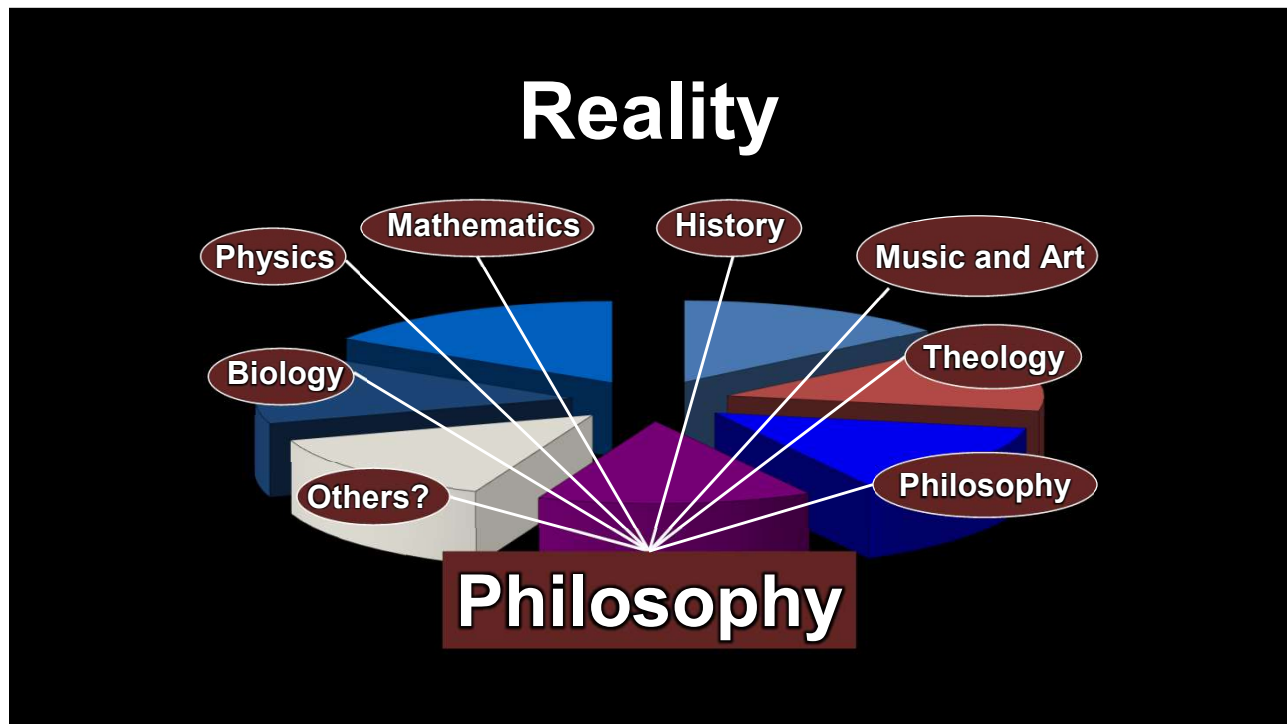 Reality
Mathematics
History
Physics
Music and Art
Biology
Theology
Others?
Philosophy
Philosophy